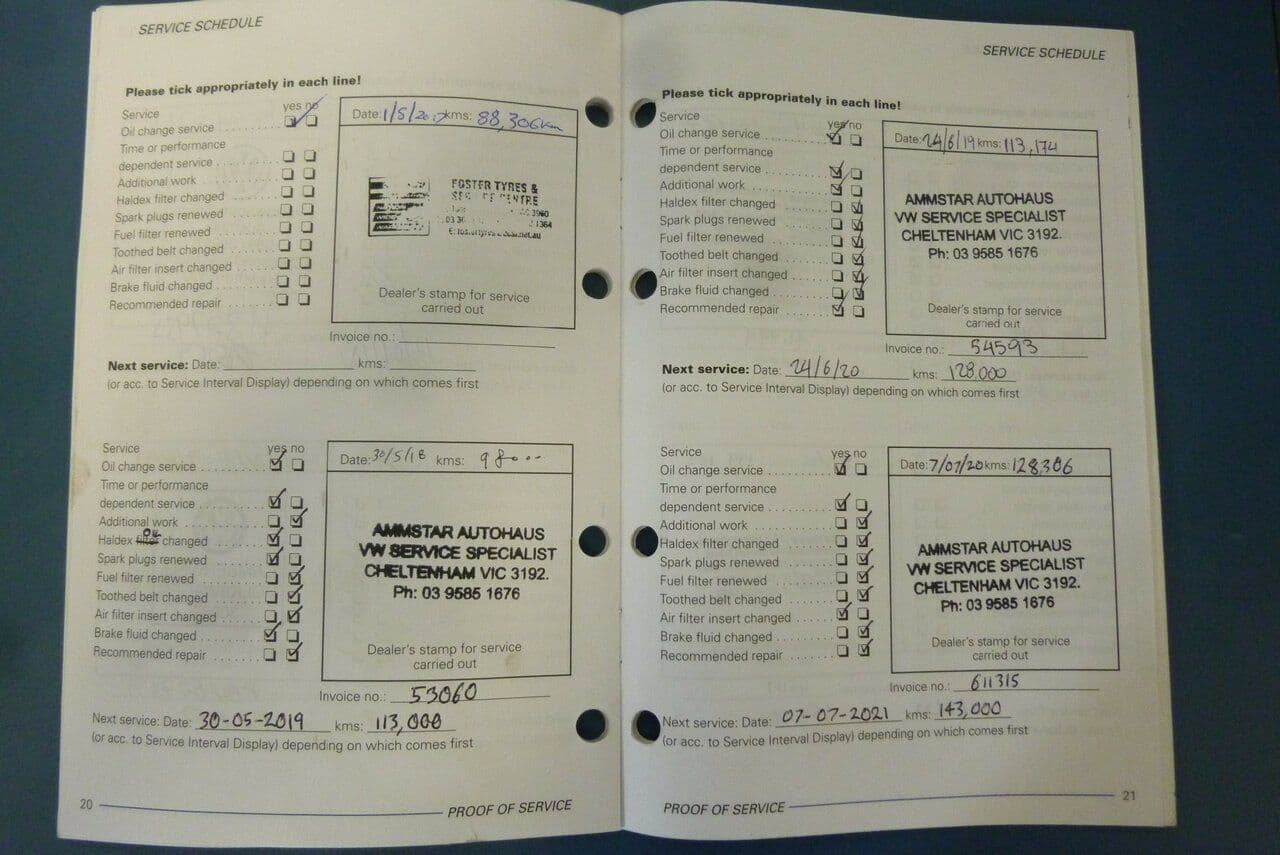 SERVICE SCHEDULE
Please tick appropriately in each line!
Service yes no
Oil change service
Time or performance
dependent service
Additional work
Haldex filter changed
Spark plugs renewed
Fuel filter renewed
Toothed belt changed
Air filter insert changed
Brake fluid changed
Recommended repair
Date: 1/5/2017 kms: 88,306km
FOSTER TYRES &
Dealer's stamp for service
carried out
Invoice no.:
Next service: Date: kms:
(or acc. to Service Interval Display) depending on which comes first
Service yes no
Oil change service
Time or performance
dependent service
Additional work
Haldex filter OIL changed
Spark plugs renewed
Fuel filter renewed
Toothed belt changed
Air filter insert changed
Brake fluid changed
Recommended repair
Date: 30/5/18 kms: 98000
AMMSTAR AUTOHAUS
VW SERVICE SPECIALIST
CHELTENHAM VIC 3192.
Ph: 03 9585 1676
Dealer's stamp for service
carried out
Invoice no.: 53060
Next service: Date: 30-05-2019 kms: 113,000
(or acc. to Service Interval Display) depending on which comes first
20 PROOF OF SERVICE
SERVICE SCHEDULE
Please tick appropriately in each line!
Service yes no
Oil change service
Time or performance
dependent service
Additional work
Haldex filter changed
Spark plugs renewed
Fuel filter renewed
Toothed belt changed
Air filter insert changed
Brake fluid changed
Recommended repair
Date: 24/6/19 kms: 113,174
AMMSTAR AUTOHAUS
VW SERVICE SPECIALIST
CHELTENHAM VIC 3192.
Ph: 03 9585 1676
Dealer's stamp for service
carried out
Invoice no.: 54593
Next service: Date: 24/6/20 kms: 128,000
(or acc. to Service Interval Display) depending on which comes first
Service yes no
Oil change service
Time or performance
dependent service
Additional work
Haldex filter changed
Spark plugs renewed
Fuel filter renewed
Toothed belt changed
Air filter insert changed
Brake fluid changed
Recommended repair
Date: 7/07/20 kms: 128,306
AMMSTAR AUTOHAUS
VW SERVICE SPECIALIST
CHELTENHAM VIC 3192.
Ph: 03 9585 1676
Dealer's stamp for service
carried out
Invoice no.: 611315
Next service: Date: 07-07-2021 kms: 143,000
(or acc. to Service Interval Display) depending on which comes first
PROOF OF SERVICE 21